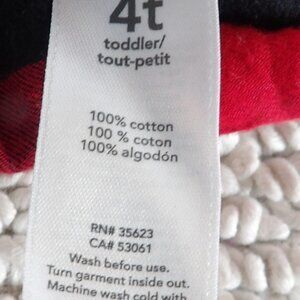 4t
toddler/
tout-petit
100% cotton
100 % coton
100% algodón
RN# 35623
CA# 53061
Wash before use.
Turn garment inside out.
Machine wash cold with